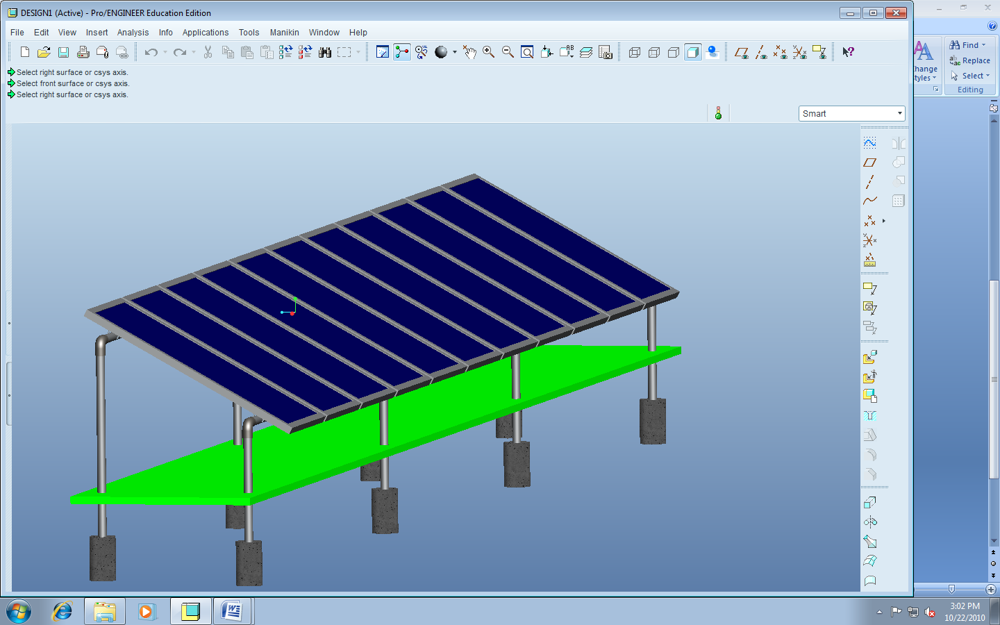 DESIGN1 (Active) - Pro/ENGINEER Education Edition
File Edit View Insert Analysis Info Applications Tools Manikin Window Help
Select right surface or csys axis.
Select front surface or csys axis.
Select right surface or csys axis.
Smart
Find
Replace
Select
Editing
3:02 PM
10/22/2010